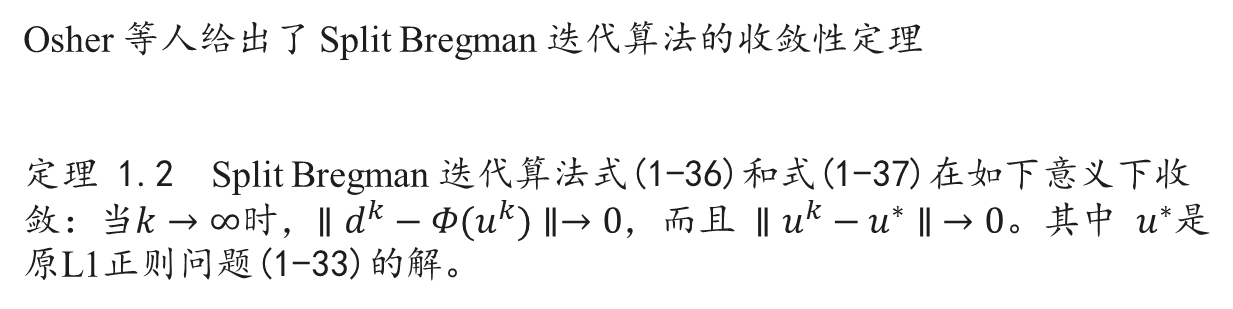 Osher 等人给出了 Split Bregman 迭代算法的收敛性定理
定理 1.2 Split Bregman 迭代算法式(1-36)和式(1-37)在如下意义下收
敛：当k → ∞时，∥ d^k − Φ(u^k) ∥→ 0，而且 ∥ u^k − u^* ∥ → 0。其中 u^*是
原L1正则问题(1-33)的解。